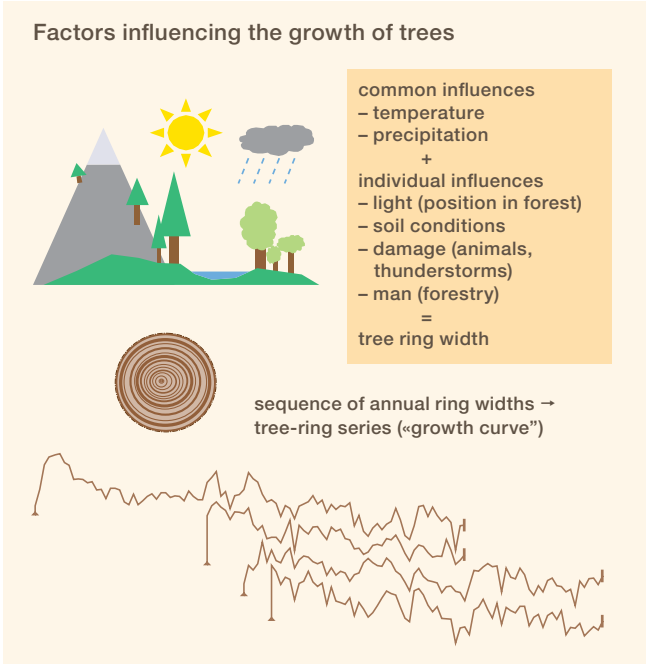 Factors influencing the growth of trees
common influences
– temperature
– precipitation
+
individual influences
– light (position in forest)
– soil conditions
– damage (animals,
thunderstorms)
– man (forestry)
=
tree ring width
sequence of annual ring widths →
tree-ring series («growth curve”)